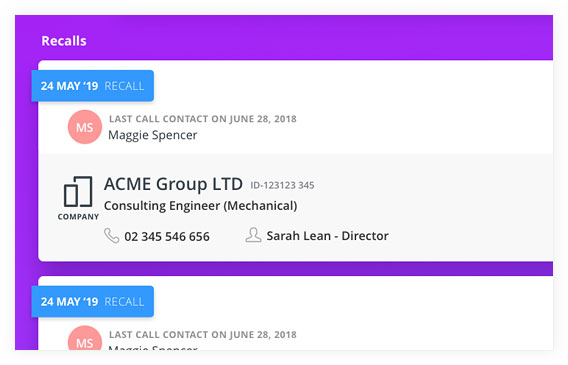 Recalls
24 MAY ’19 RECALL
MS LAST CALL CONTACT ON JUNE 28, 2018
Maggie Spencer
ACME Group LTD ID-123123 345
COMPANY Consulting Engineer (Mechanical)
02 345 546 656 Sarah Lean - Director
24 MAY ’19 RECALL
MS LAST CALL CONTACT ON JUNE 28, 2018
Maggie Spencer